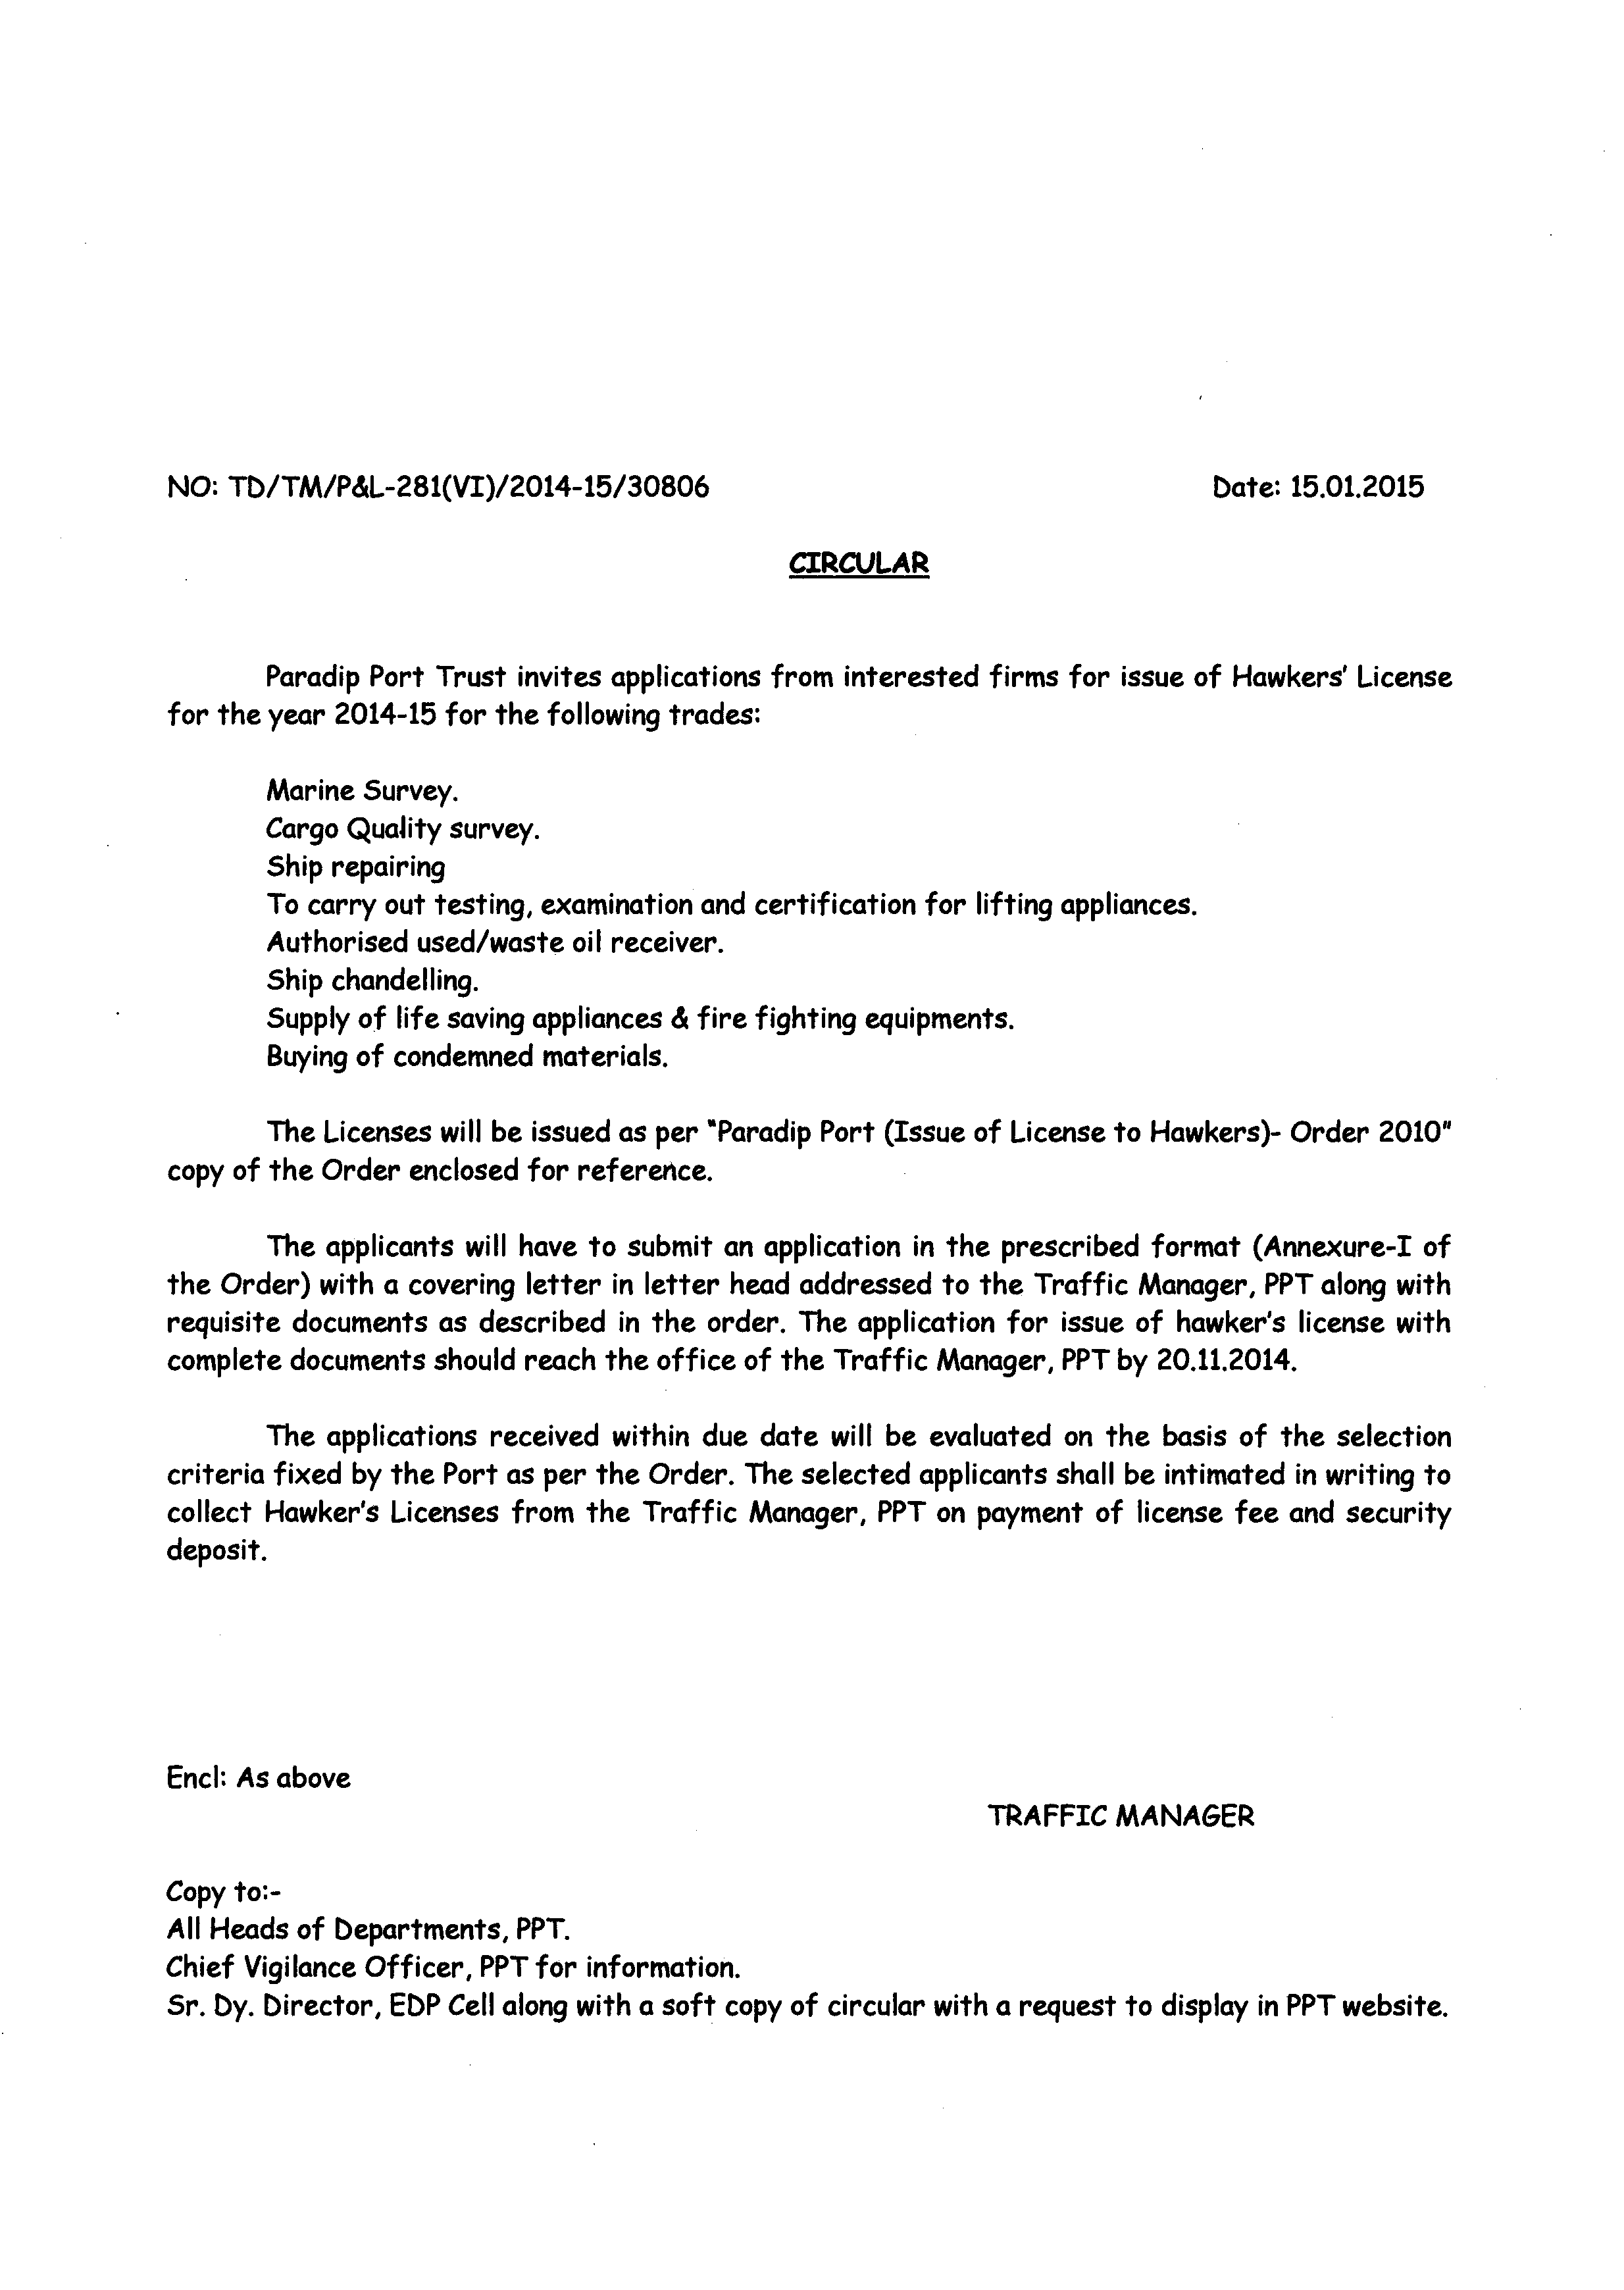 NO: TD/TM/P&L-281(VI)/2014-15/30806 Date: 15.01.2015
CIRCULAR
Paradip Port Trust invites applications from interested firms for issue of Hawkers' License
for the year 2014-15 for the following trades:
Marine Survey.
Cargo Quality survey.
Ship repairing
To carry out testing, examination and certification for lifting appliances.
Authorised used/waste oil receiver.
Ship chandelling.
Supply of life saving appliances & fire fighting equipments.
Buying of condemned materials.
The Licenses will be issued as per "Paradip Port (Issue of License to Hawkers)- Order 2010"
copy of the Order enclosed for reference.
The applicants will have to submit an application in the prescribed format (Annexure-I of
the Order) with a covering letter in letter head addressed to the Traffic Manager, PPT along with
requisite documents as described in the order. The application for issue of hawker's license with
complete documents should reach the office of the Traffic Manager, PPT by 20.11.2014.
The applications received within due date will be evaluated on the basis of the selection
criteria fixed by the Port as per the Order. The selected applicants shall be intimated in writing to
collect Hawker's Licenses from the Traffic Manager, PPT on payment of license fee and security
deposit.
Encl: As above
TRAFFIC MANAGER
Copy to:-
All Heads of Departments, PPT.
Chief Vigilance Officer, PPT for information.
Sr. Dy. Director, EDP Cell along with a soft copy of circular with a request to display in PPT website.